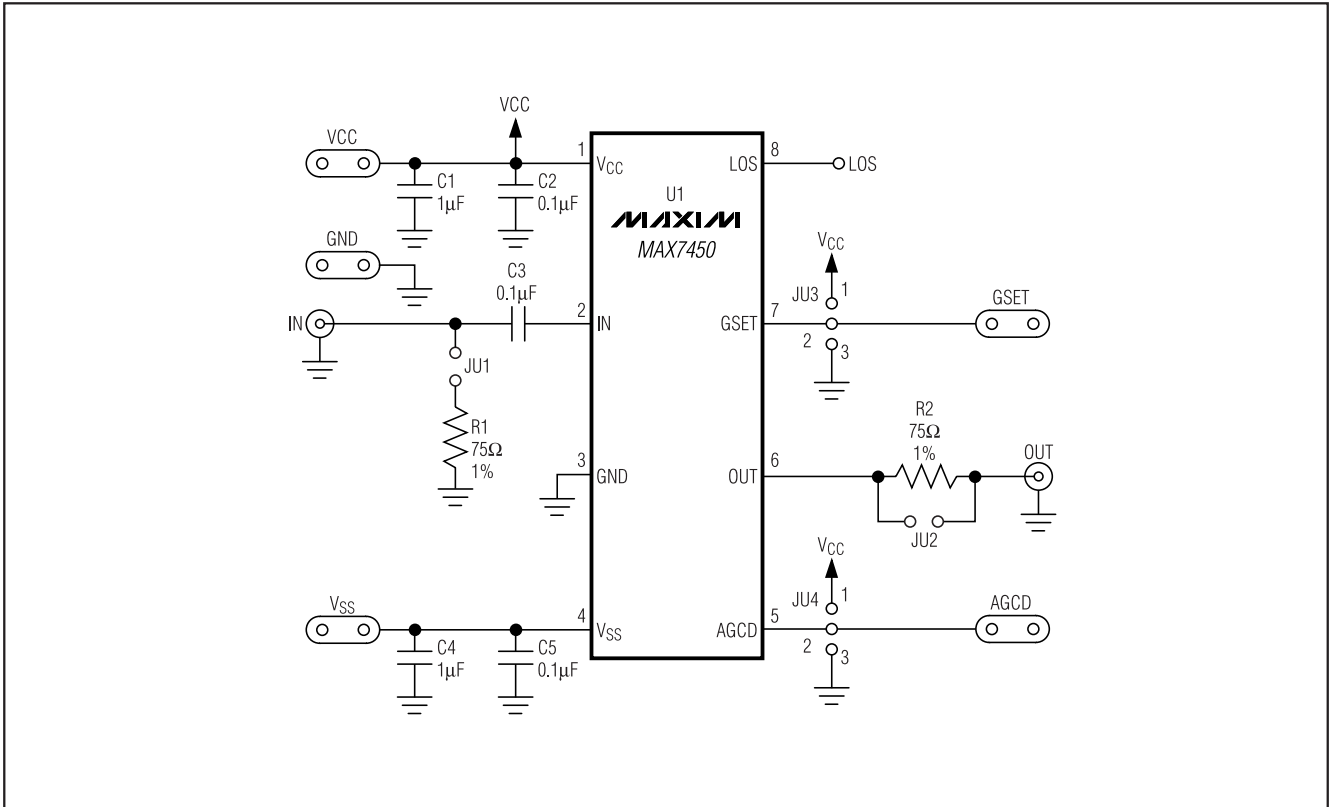 VCC
VCC
1
VCC
C1
1µF
C2
0.1µF
U1
MAXIM
MAX7450
LOS
8
LOS
GND
C3
0.1µF
IN
2
IN
JU1
R1
75Ω
1%
3
GND
VSS
4
VSS
C4
1µF
C5
0.1µF
VCC
JU3
1
GSET
7
2
3
GSET
R2
75Ω
1%
OUT
6
OUT
JU2
VCC
JU4
1
AGCD
5
2
3
AGCD